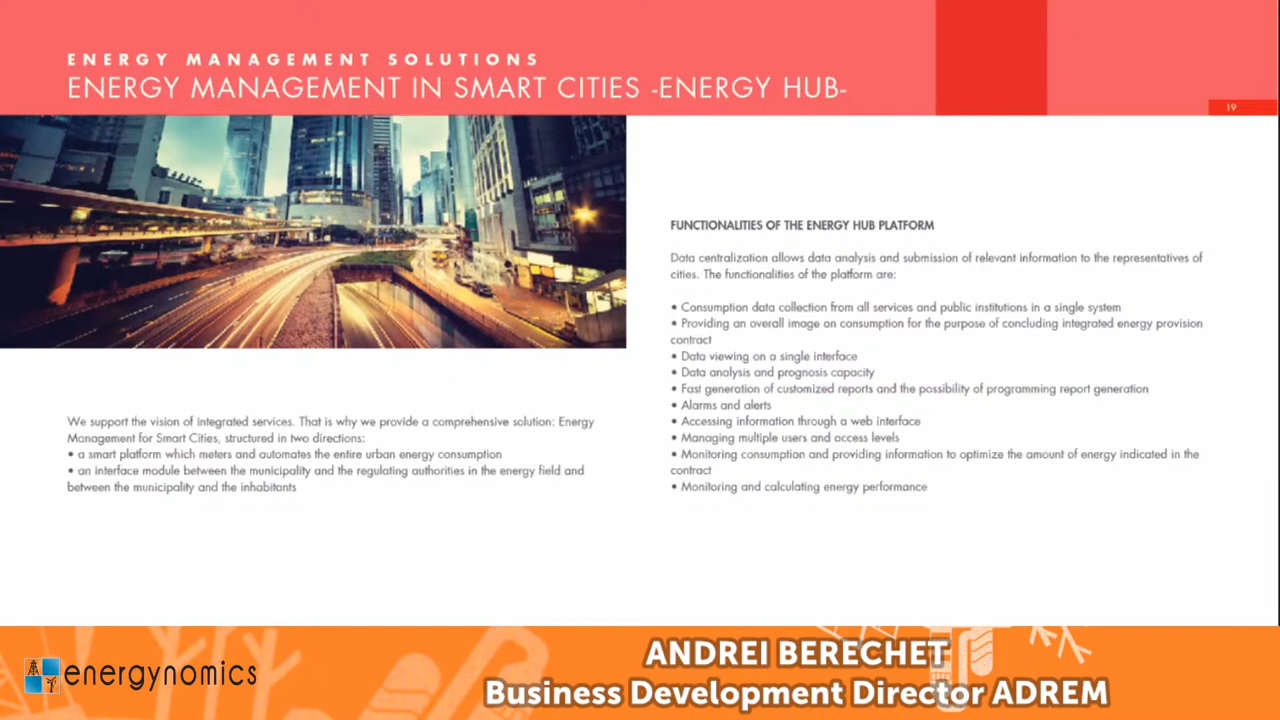 ENERGY MANAGEMENT SOLUTIONS
ENERGY MANAGEMENT IN SMART CITIES -ENERGY HUB-
19
We support the vision of integrated services. That is why we provide a comprehensive solution: Energy
Management for Smart Cities, structured in two directions:
• a smart platform which meters and automates the entire urban energy consumption
• an interface module between the municipality and the regulating authorities in the energy field and
between the municipality and the inhabitants
FUNCTIONALITIES OF THE ENERGY HUB PLATFORM
Data centralization allows data analysis and submission of relevant information to the representatives of
cities. The functionalities of the platform are:
• Consumption data collection from all services and public institutions in a single system
• Providing an overall image on consumption for the purpose of concluding integrated energy provision
contract
• Data viewing on a single interface
• Data analysis and prognosis capacity
• Fast generation of customized reports and the possibility of programming report generation
• Alarms and alerts
• Accessing information through a web interface
• Managing multiple users and access levels
• Monitoring consumption and providing information to optimize the amount of energy indicated in the
contract
• Monitoring and calculating energy performance
energynomics
ANDREI BERECHET
Business Development Director ADREM